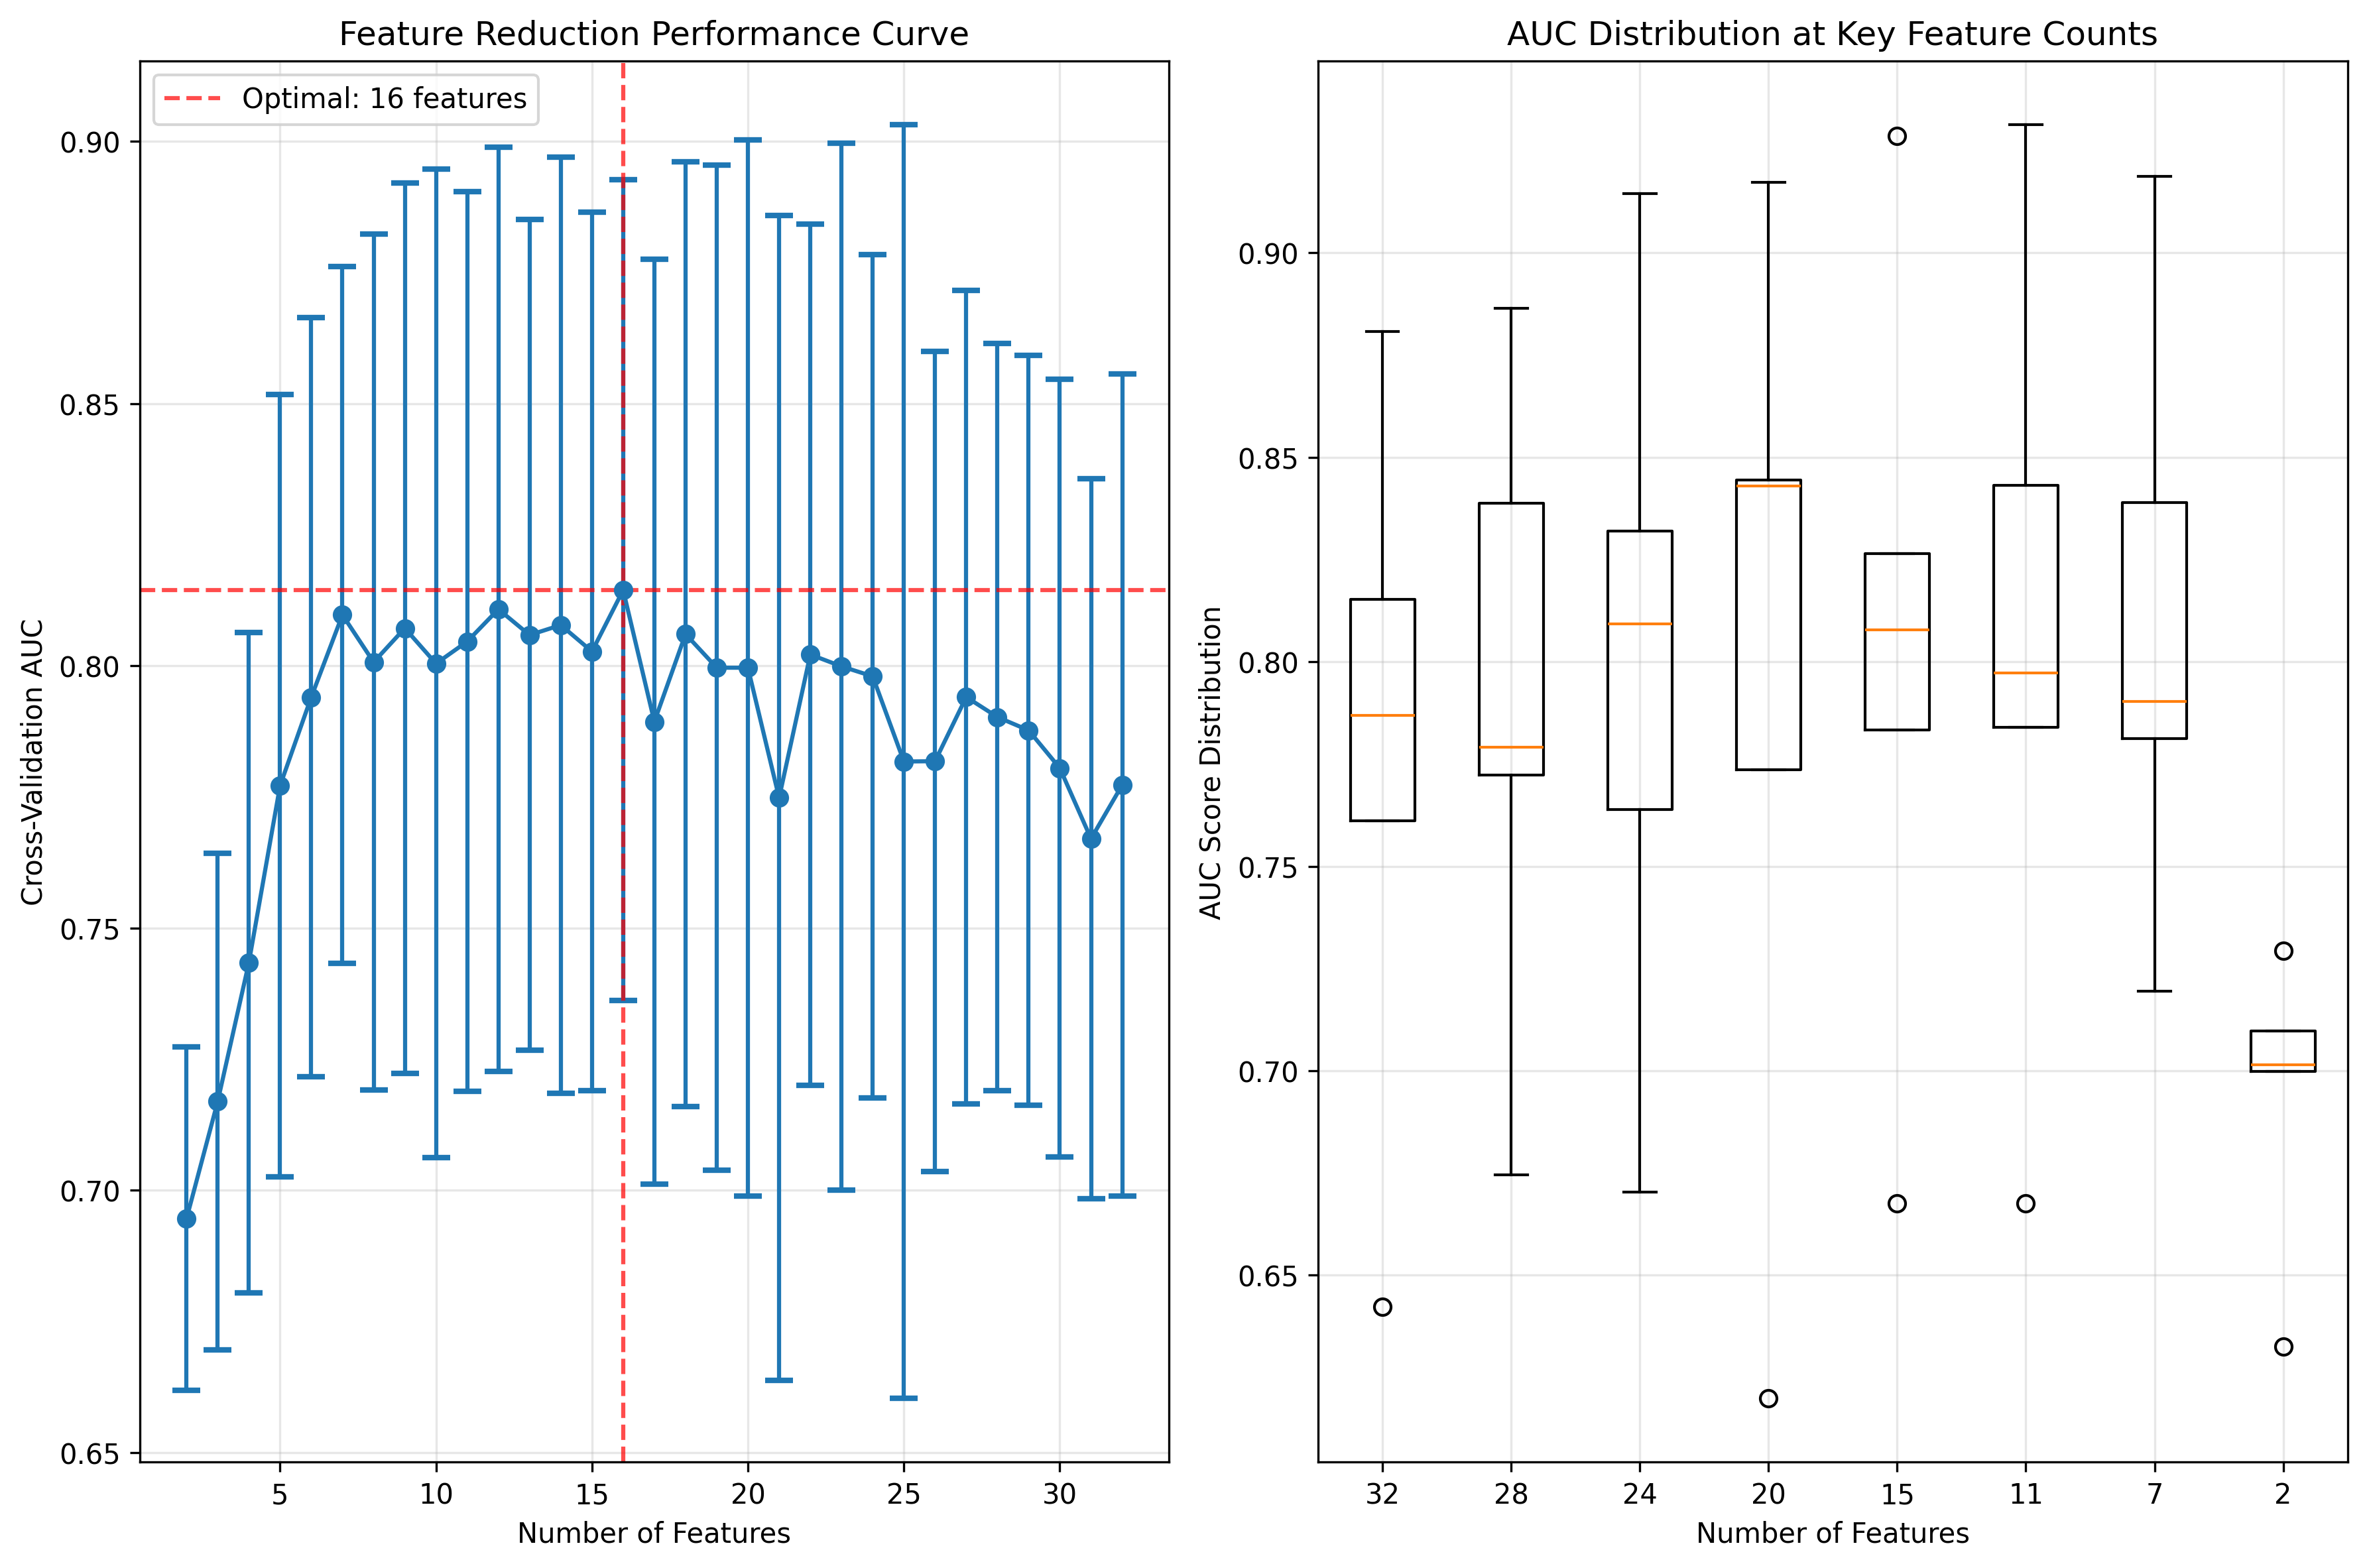 Feature Reduction Performance Curve
Optimal: 16 features
Cross-Validation AUC
0.90
0.85
0.80
0.75
0.70
0.65
5 10 15 20 25 30
Number of Features
AUC Distribution at Key Feature Counts
AUC Score Distribution
0.90
0.85
0.80
0.75
0.70
0.65
32 28 24 20 15 11 7 2
Number of Features